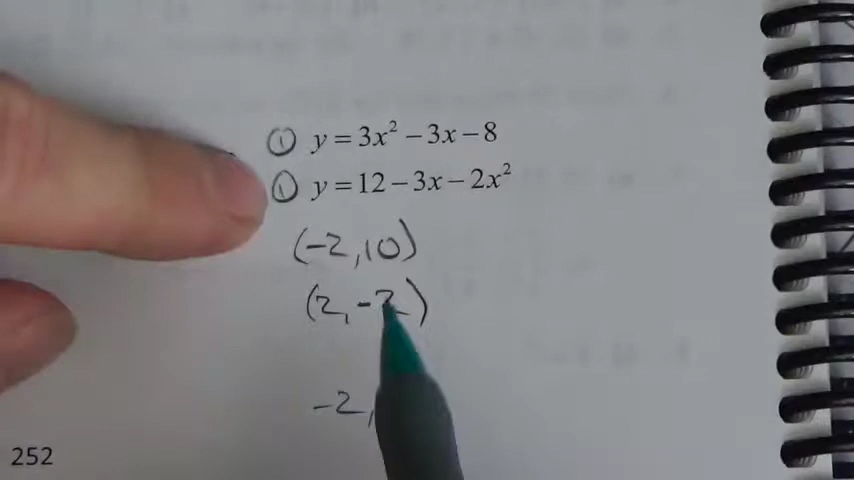 ① y = 3x² − 3x − 8
① y = 12 − 3x − 2x²
(-2, 10)
(2, -2)
-2,
252